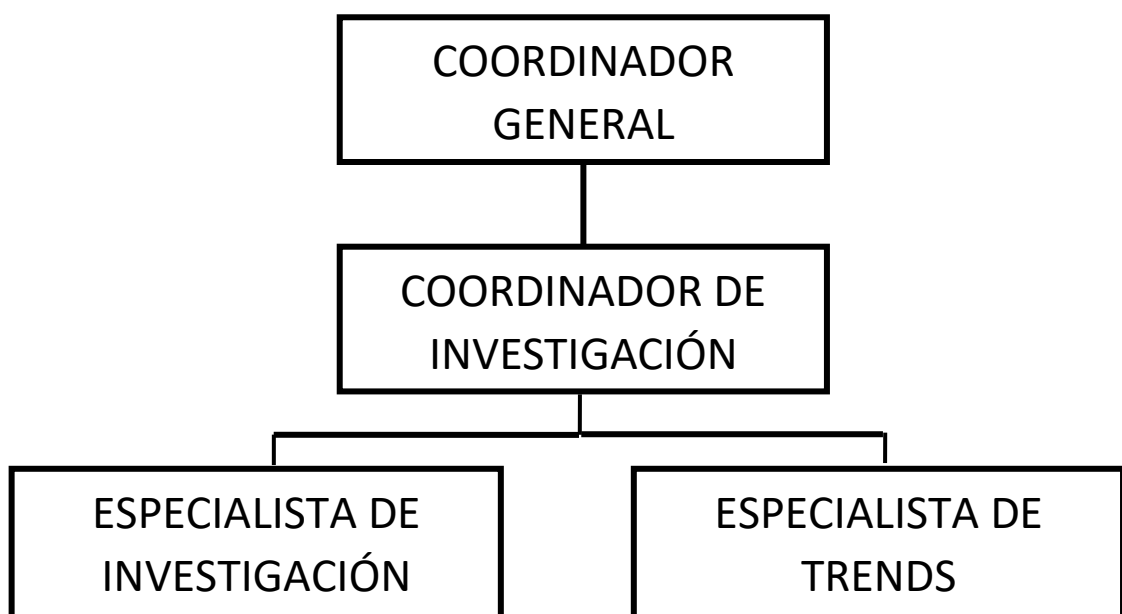 COORDINADOR
GENERAL
COORDINADOR DE
INVESTIGACIÓN
ESPECIALISTA DE
INVESTIGACIÓN
ESPECIALISTA DE
TRENDS